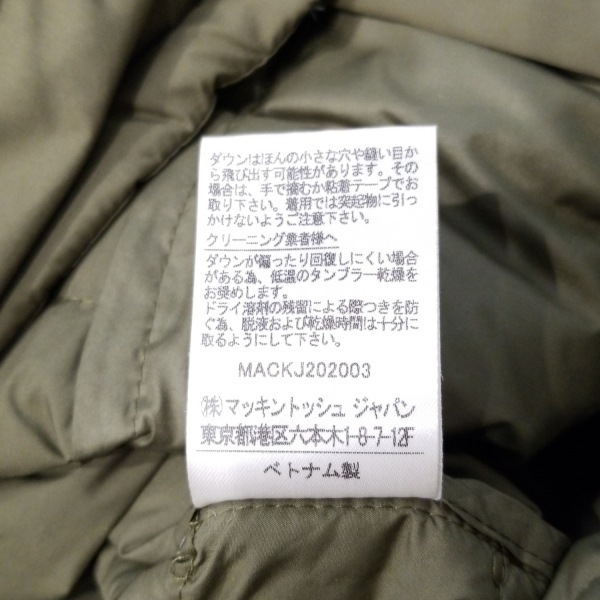 ダウンはほんの小さな穴や縫い目か
ら飛び出す可能性があります。その
場合は、手で摘むか粘着テープでお
取り下さい。着用では突起物に引っ
かけないようご注意下さい。
クリーニング業者様へ
ダウンが偏ったり回復しにくい場合
がある為、低温のタンブラー乾燥を
お奨めします。
ドライ溶剤の残留による際つきを防
ぐ為、脱液および乾燥時間は十分に
取るようにして下さい。
MACKJ202003
㈱マッキントッシュ ジャパン
東京都港区六本木1-8-7-12F
ベトナム製